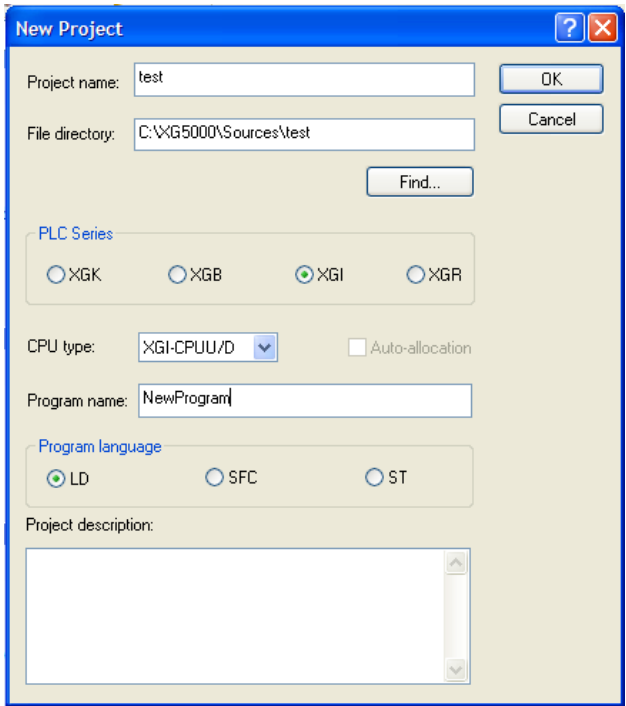 New Project
Project name: test OK
File directory: C:\XG5000\Sources\test Cancel
Find...
PLC Series
XGK XGB XGI XGR
CPU type: XGI-CPUU/D Auto-allocation
Program name: NewProgram
Program language
LD SFC ST
Project description: